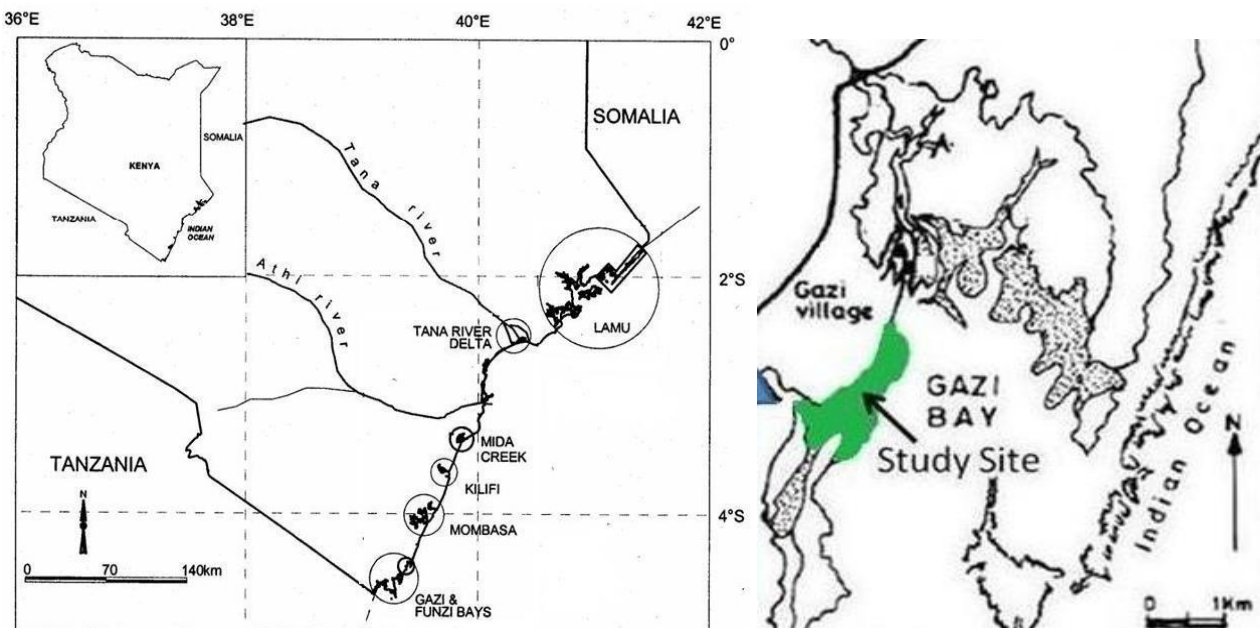 36°E
38°E
40°E
42°E
0°
SOMALIA
KENYA
TANZANIA
INDIAN
OCEAN
SOMALIA
Tana river
Athi river
2°S
LAMU
TANA RIVER
DELTA
MIDA
CREEK
KILIFI
MOMBASA
4°S
GAZI &
FUNZI BAYS
TANZANIA
N
0 70 140km
Gazi
village
GAZI
BAY
Study Site
Indian Ocean
N
0 1Km